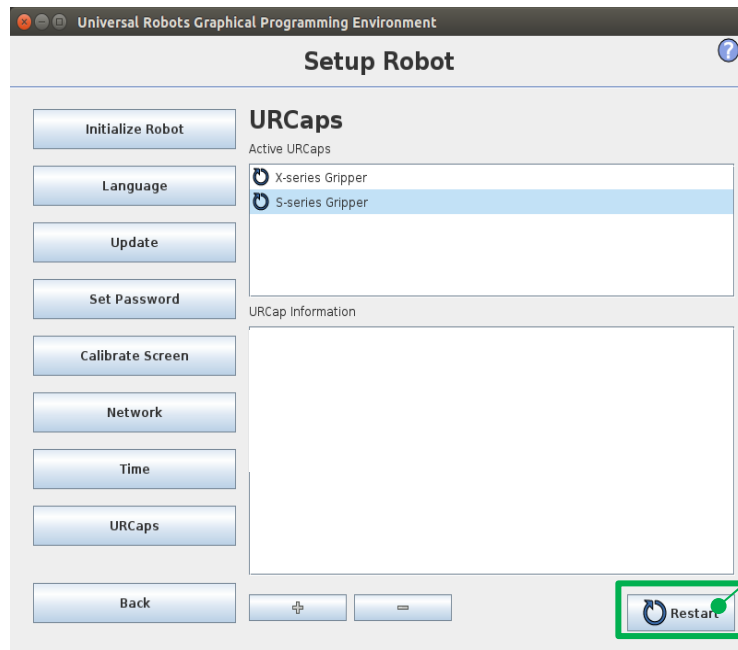 Universal Robots Graphical Programming Environment
Setup Robot
?
Initialize Robot
Language
Update
Set Password
Calibrate Screen
Network
Time
URCaps
Back
URCaps
Active URCaps
X-series Gripper
S-series Gripper
URCap Information
Restart